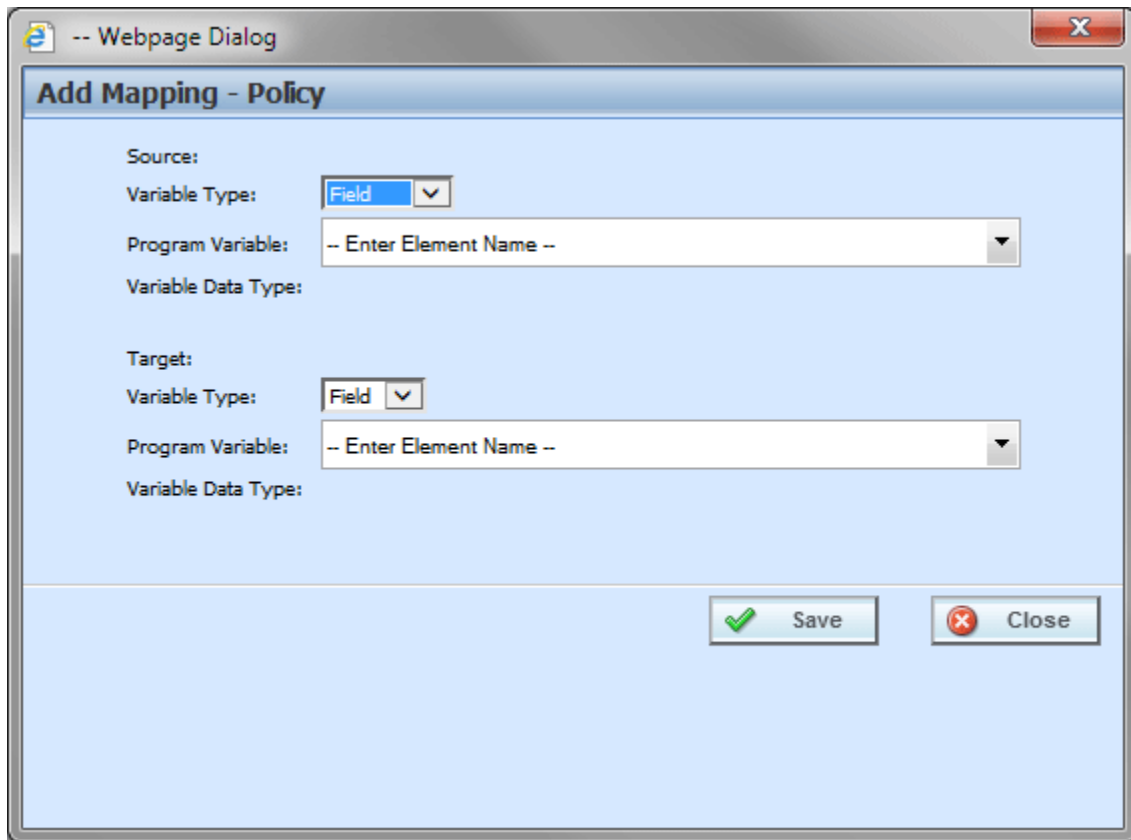 -- Webpage Dialog
Add Mapping - Policy
Source:
Variable Type: Field
Program Variable: -- Enter Element Name --
Variable Data Type:
Target:
Variable Type: Field
Program Variable: -- Enter Element Name --
Variable Data Type:
Save Close